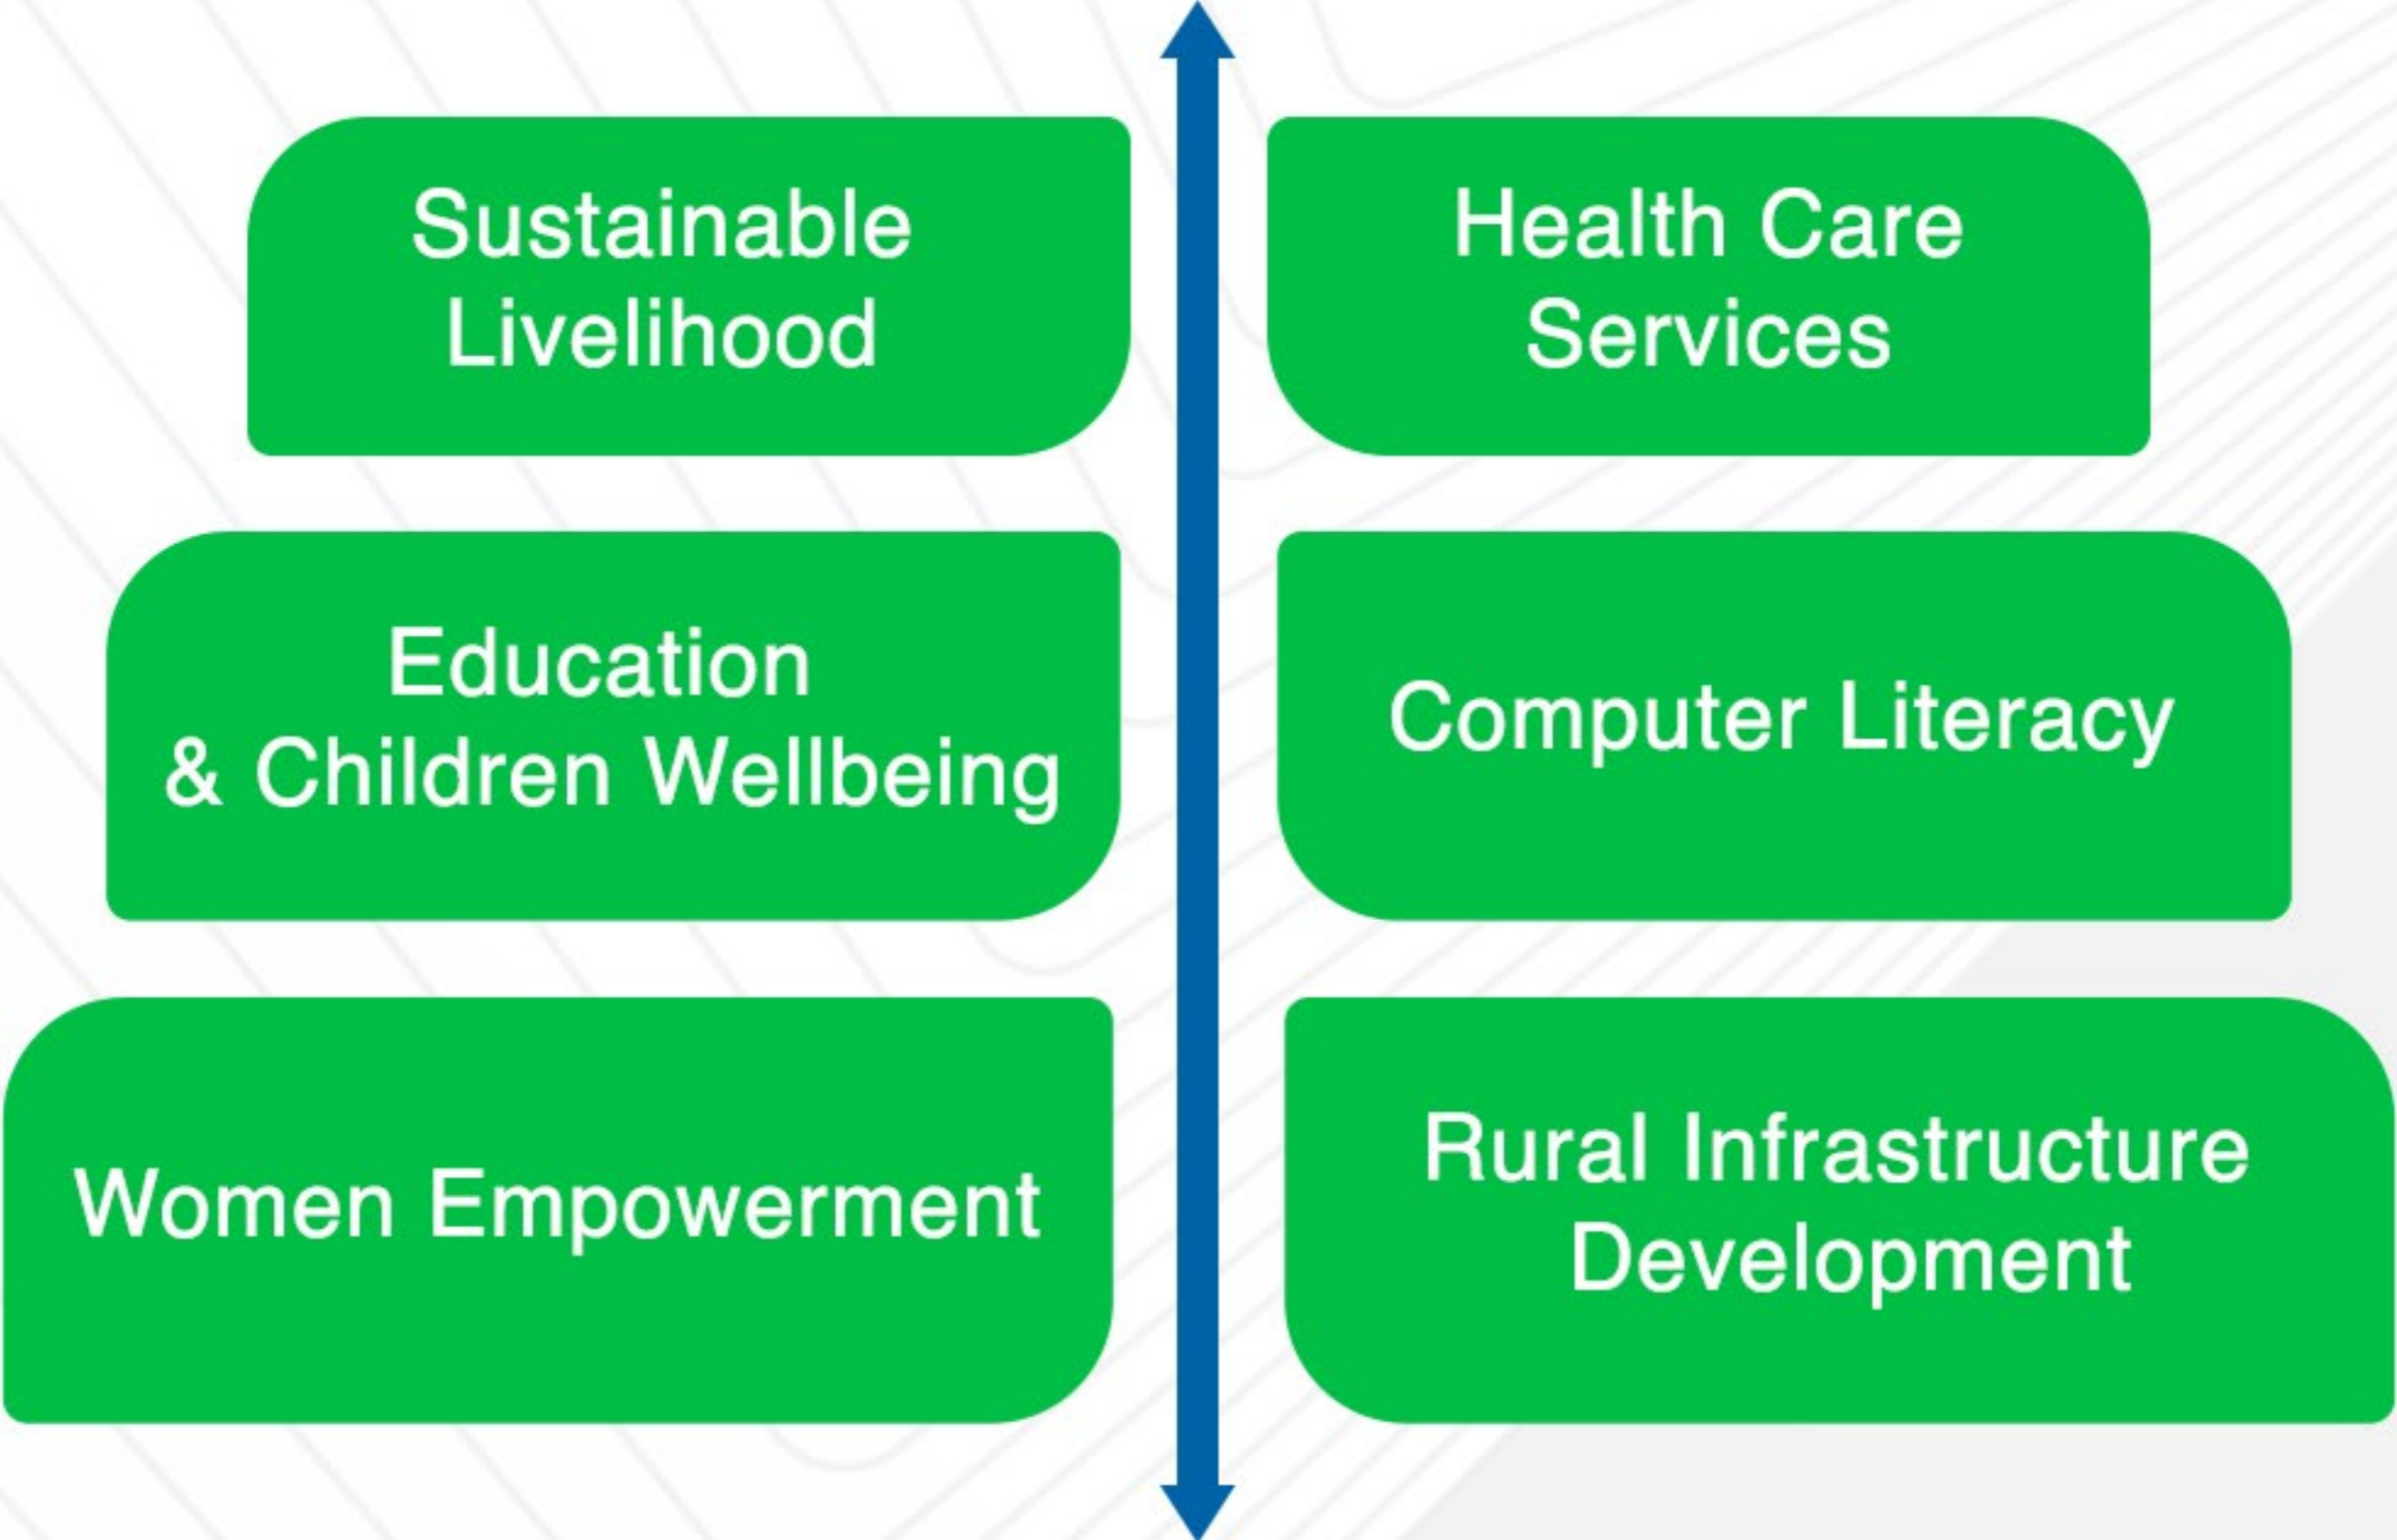 Sustainable
Livelihood
Health Care
Services
Education
& Children Wellbeing
Computer Literacy
Women Empowerment
Rural Infrastructure
Development